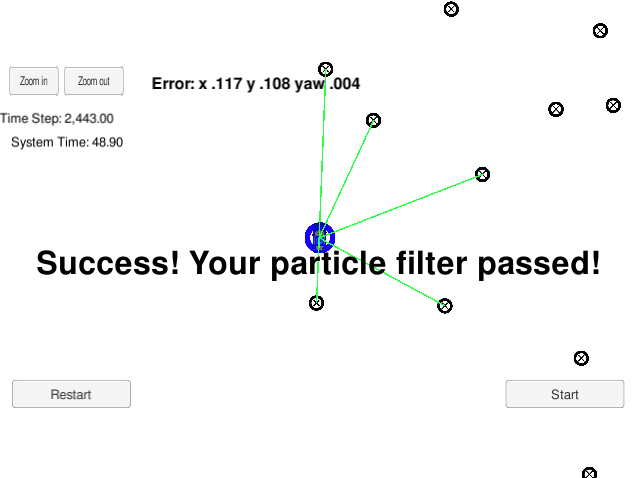 Zoom in
Zoom out
Error: x .117 y .108 yaw .004
Time Step: 2,443.00
System Time: 48.90
Success! Your particle filter passed!
Restart
Start